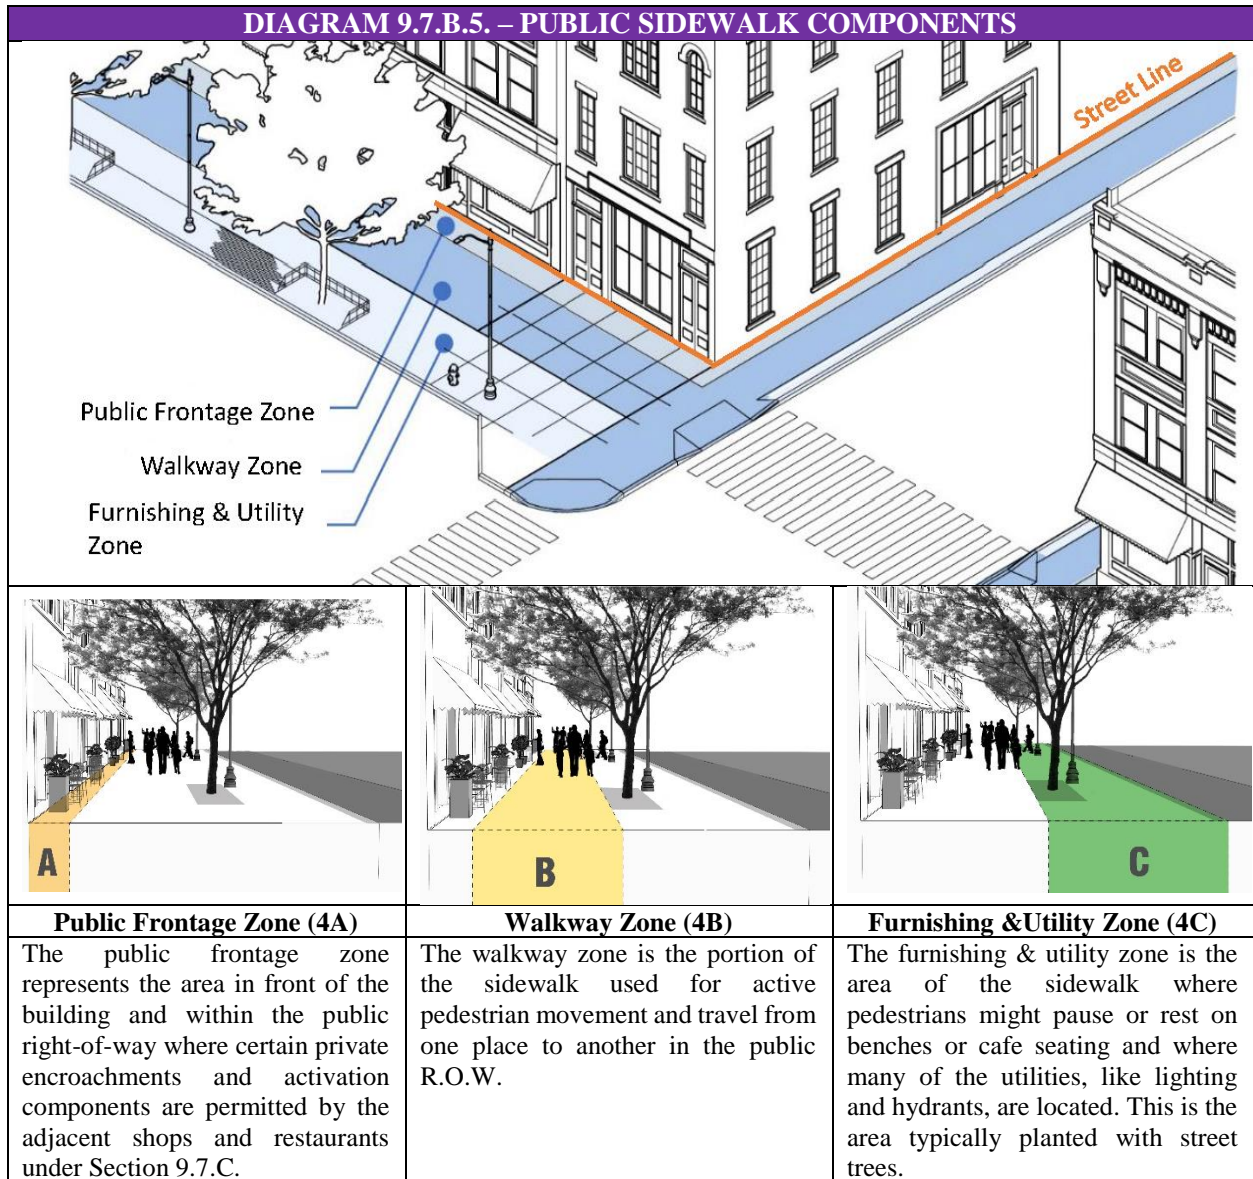 DIAGRAM 9.7.B.5. – PUBLIC SIDEWALK COMPONENTS
Street Line
Public Frontage Zone
Walkway Zone
Furnishing & Utility
Zone
A
B
C
Public Frontage Zone (4A)
The public frontage zone
represents the area in front of the
building and within the public
right-of-way where certain private
encroachments and activation
components are permitted by the
adjacent shops and restaurants
under Section 9.7.C.
Walkway Zone (4B)
The walkway zone is the portion of
the sidewalk used for active
pedestrian movement and travel from
one place to another in the public
R.O.W.
Furnishing &Utility Zone (4C)
The furnishing & utility zone is the
area of the sidewalk where
pedestrians might pause or rest on
benches or cafe seating and where
many of the utilities, like lighting
and hydrants, are located. This is the
area typically planted with street
trees.